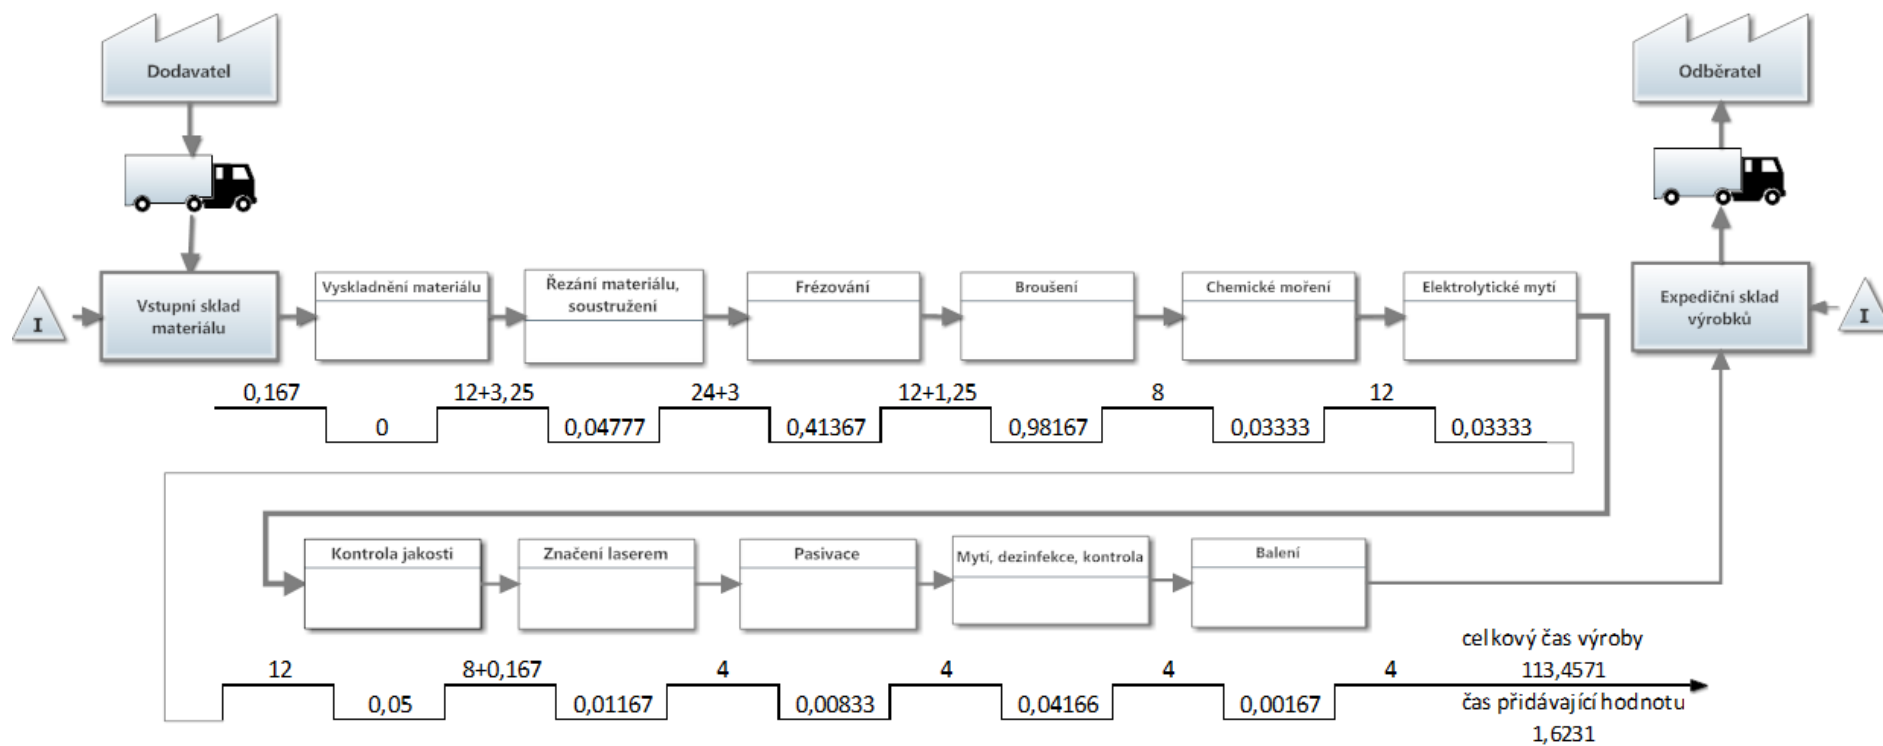 Dodavatel
Odběratel
I
Vstupní sklad
materiálu
Vyskladnění materiálu
Řezání materiálu,
soustružení
Frézování
Broušení
Chemické moření
Elektrolytické mytí
Expediční sklad
výrobků
I
0,167
0
12+3,25
0,04777
24+3
0,41367
12+1,25
0,98167
8
0,03333
12
0,03333
Kontrola jakosti
Značení laserem
Pasivace
Mytí, dezinfekce, kontrola
Balení
12
0,05
8+0,167
0,01167
4
0,00833
4
0,04166
4
0,00167
4
celkový čas výroby
113,4571
čas přidávající hodnotu
1,6231